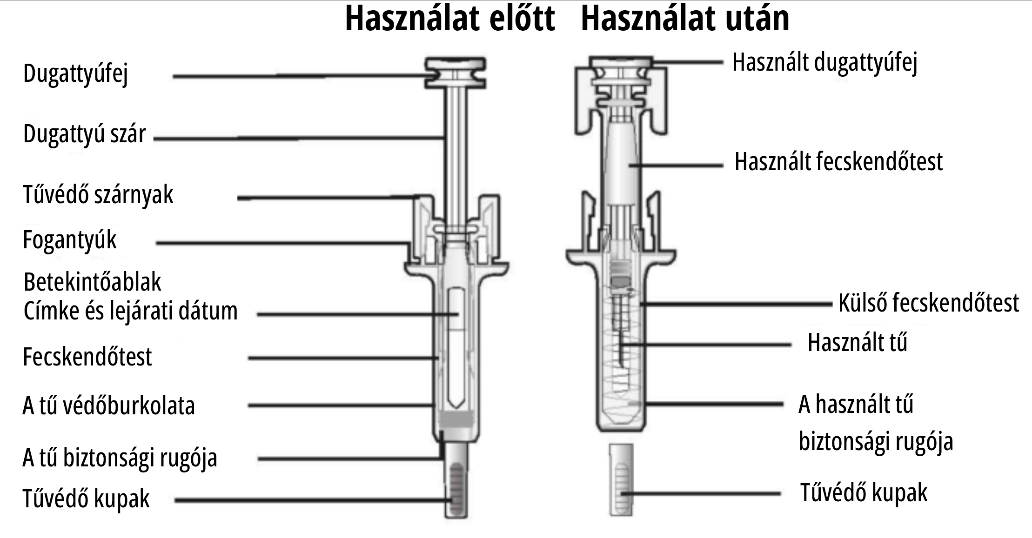 Használat előtt
Használat után
Dugattyúfej
Dugattyú szár
Tűvédő szárnyak
Fogantyúk
Betekintőablak
Címke és lejárati dátum
Fecskendőtest
A tű védőburkolata
A tű biztonsági rugója
Tűvédő kupak
Használt dugattyúfej
Használt fecskendőtest
Külső fecskendőtest
Használt tű
A használt tű
biztonsági rugója
Tűvédő kupak